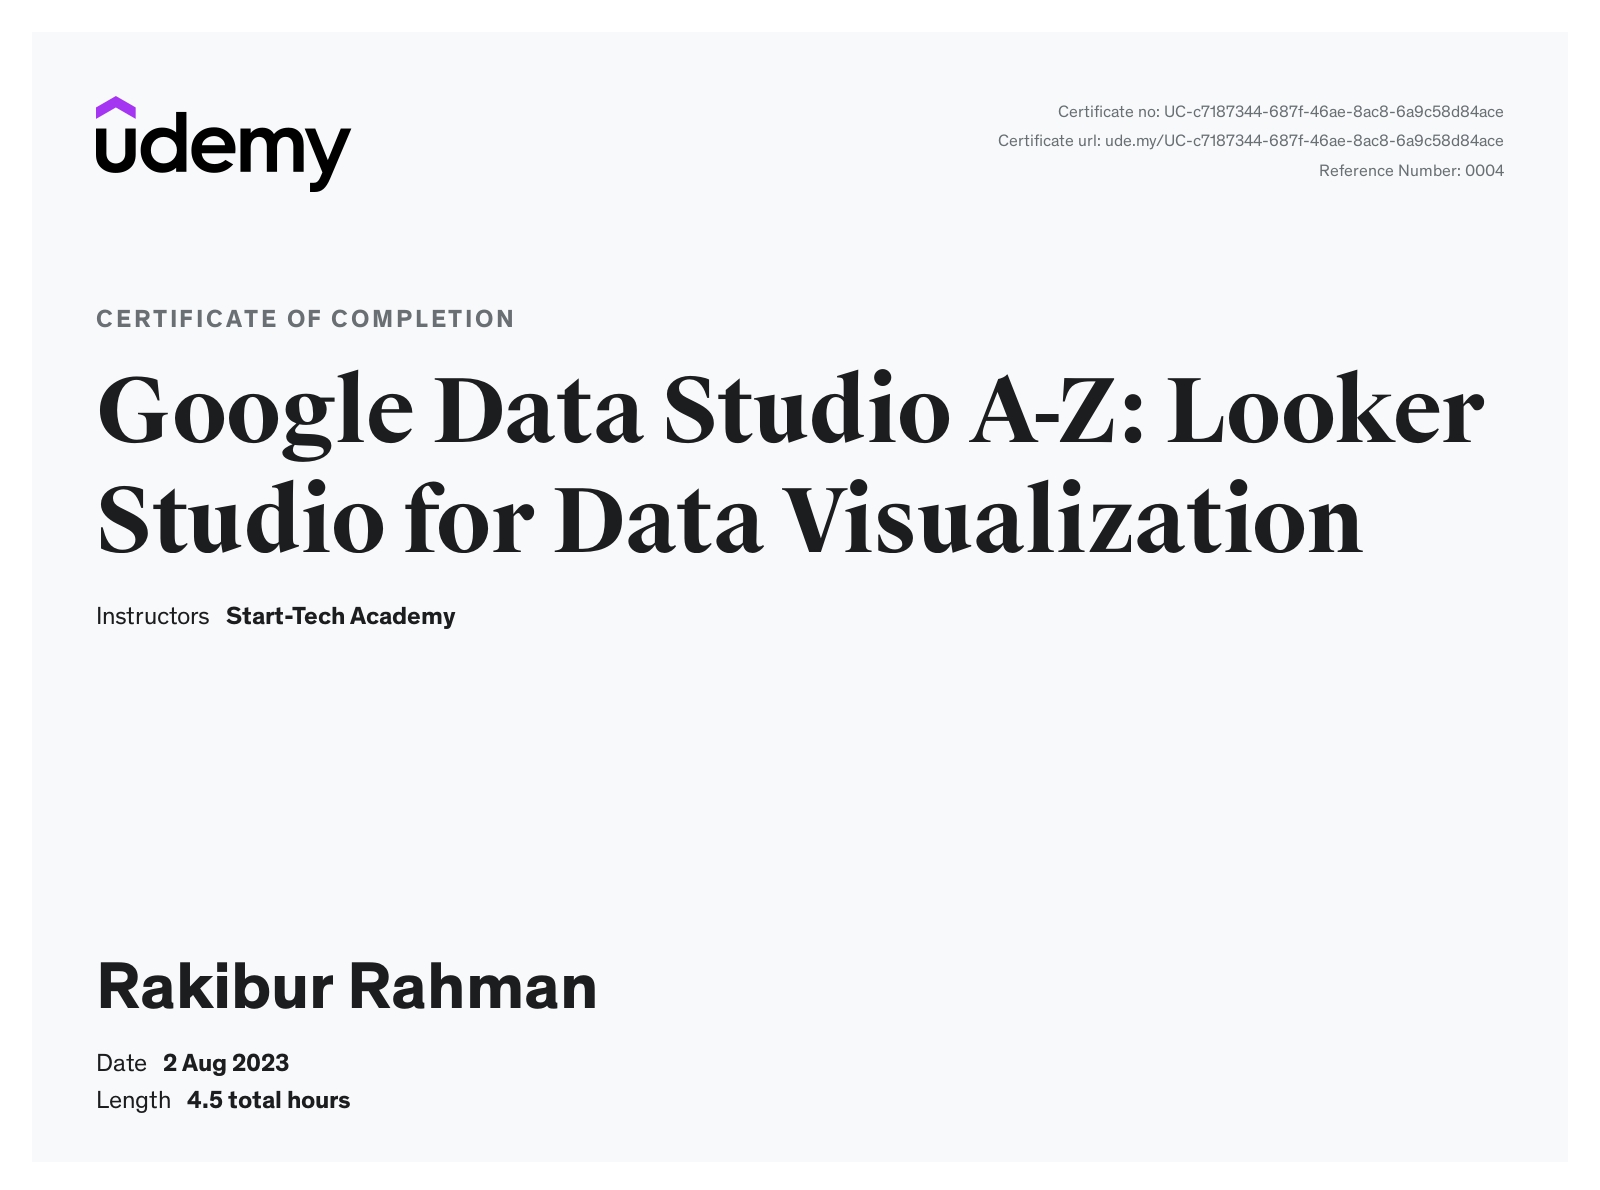 udemy
Certificate no: UC-c7187344-687f-46ae-8ac8-6a9c58d84ace
Certificate url: ude.my/UC-c7187344-687f-46ae-8ac8-6a9c58d84ace
Reference Number: 0004
CERTIFICATE OF COMPLETION
Google Data Studio A-Z: Looker
Studio for Data Visualization
Instructors Start-Tech Academy
Rakibur Rahman
Date 2 Aug 2023
Length 4.5 total hours